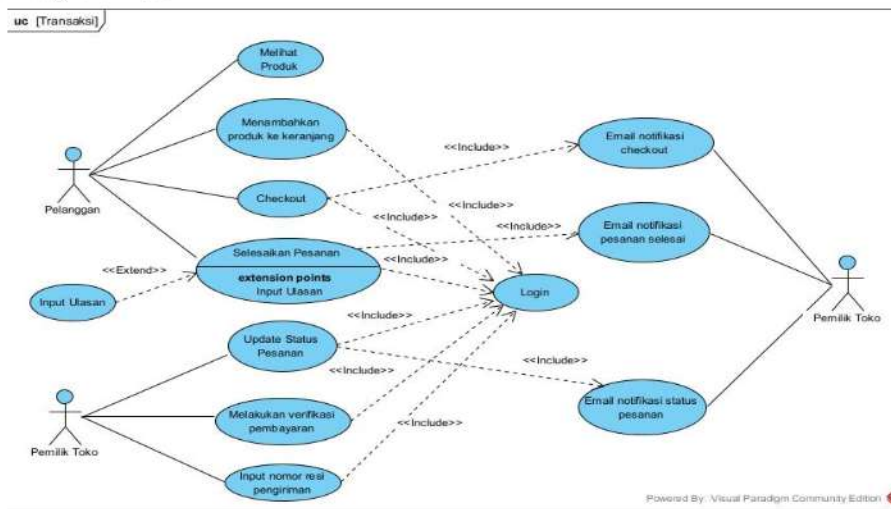 uc [Transaksi]
Melihat
Produk
Menambahkan
produk ke keranjang
<<Include>>
Email notifikasi
checkout
Pelanggan
Checkout
<<Include>>
<<Include>>
<<Include>>
Selesaikan Pesanan
extension points
Input Ulasan
<<Include>>
Email notifikasi
pesanan selesai
<<Extend>>
Input Ulasan
Login
Pemilik Toko
Update Status
Pesanan
<<Include>>
<<Include>>
<<Include>>
Email notifikasi status
pesanan
Pemilik Toko
Melakukan verifikasi
pembayaran
<<Include>>
Input nomor resi
pengiriman
Powered By: Visual Paradigm Community Edition